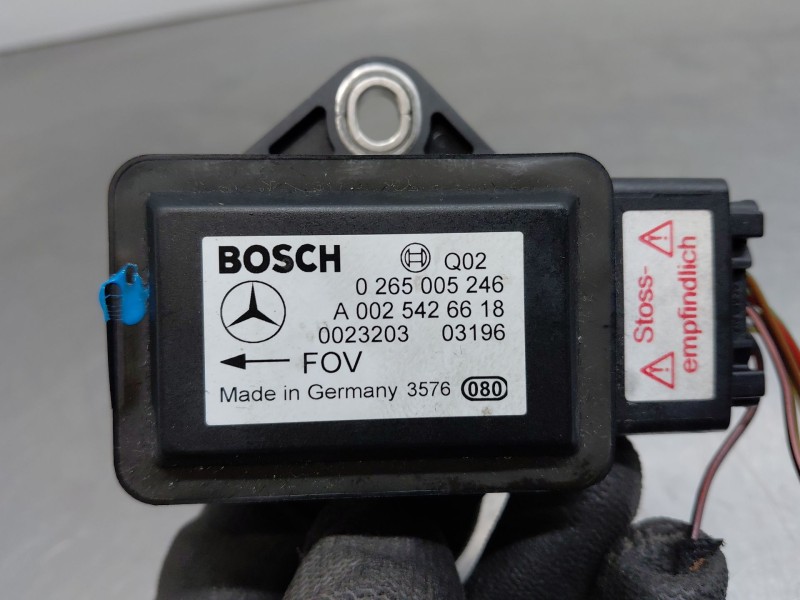 BOSCH Q02
0 265 005 246
A 002 542 66 18
0023203 03196
← FOV
Made in Germany 3576 080
Stoss-
empfindlich